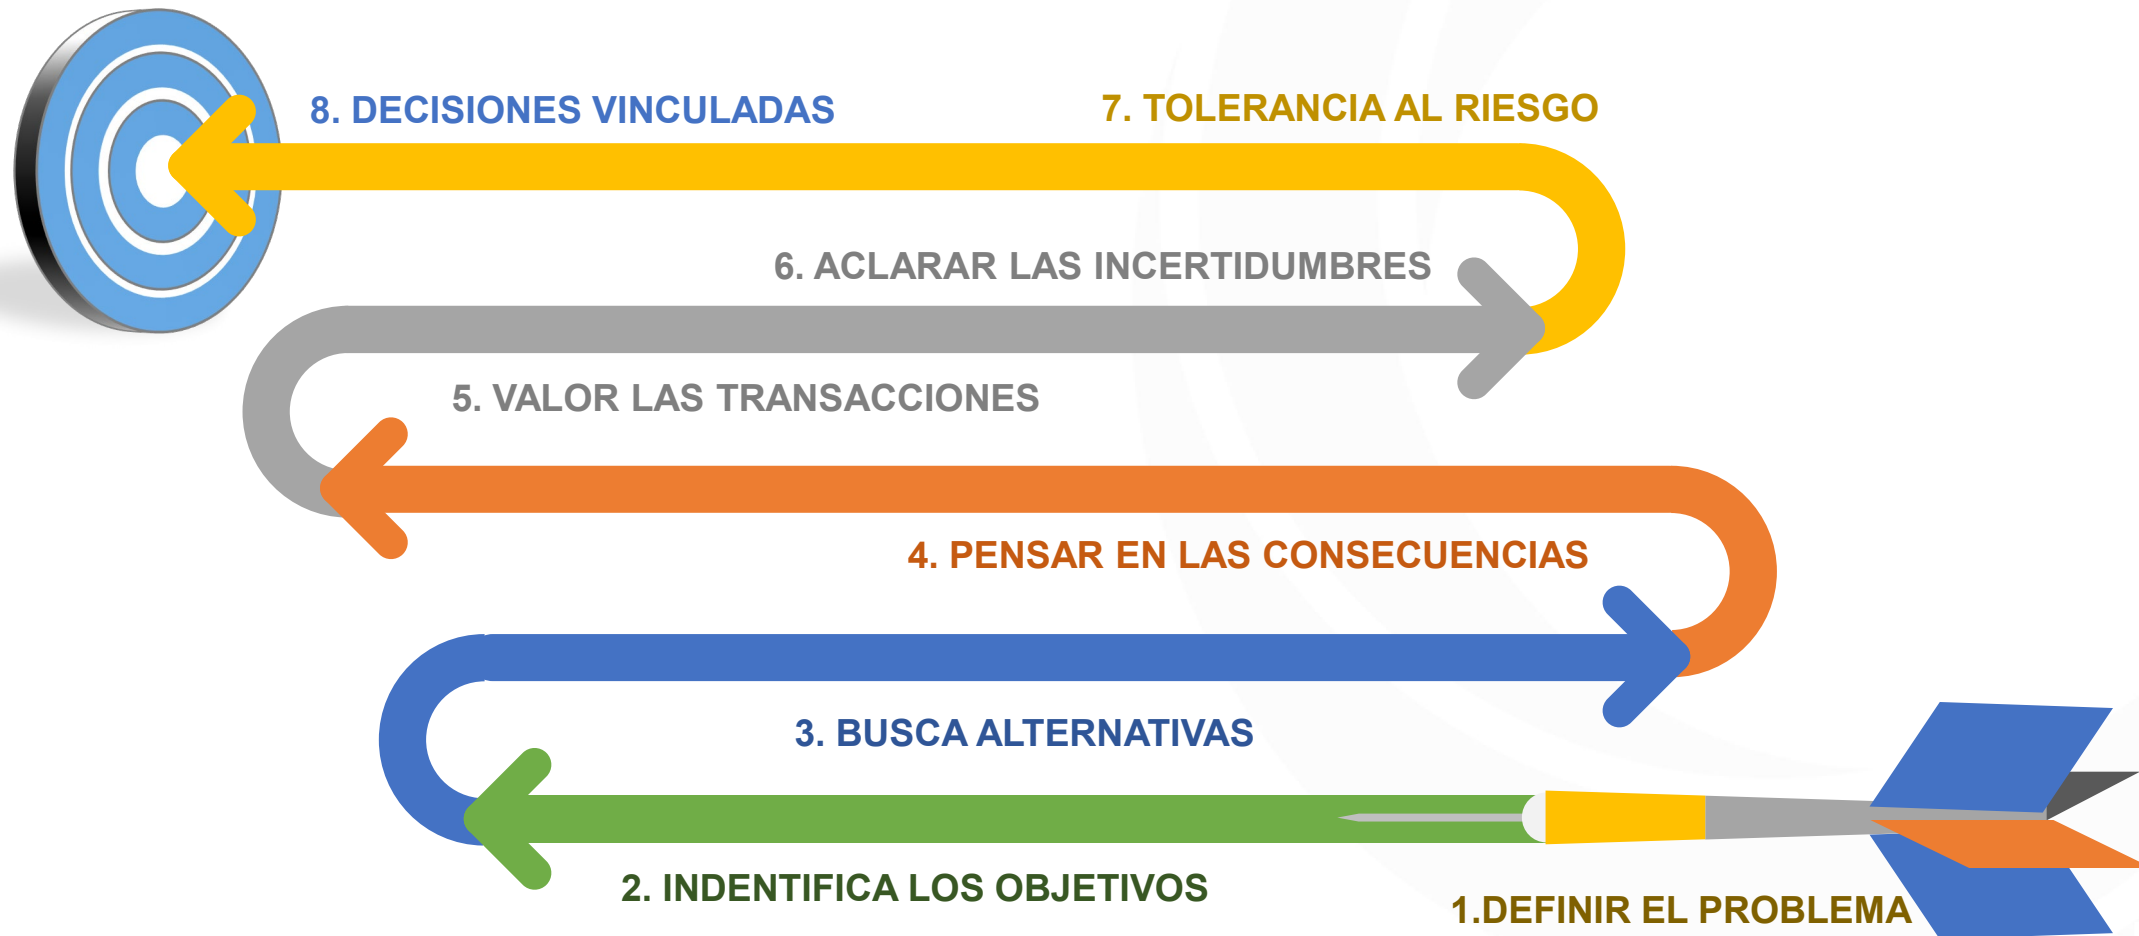 8. DECISIONES VINCULADAS
7. TOLERANCIA AL RIESGO
6. ACLARAR LAS INCERTIDUMBRES
5. VALOR LAS TRANSACCIONES
4. PENSAR EN LAS CONSECUENCIAS
3. BUSCA ALTERNATIVAS
2. INDENTIFICA LOS OBJETIVOS
1.DEFINIR EL PROBLEMA